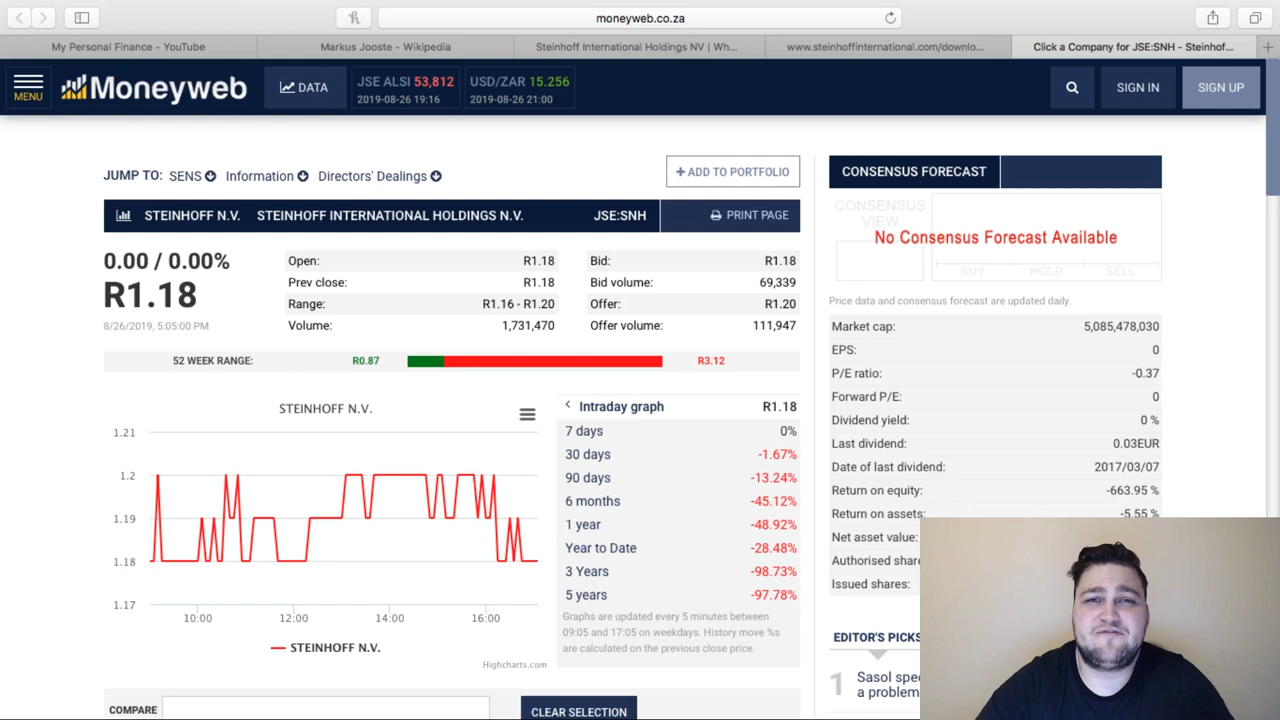 moneyweb.co.za
My Personal Finance - YouTube
Markus Jooste - Wikipedia
Steinhoff International Holdings NV | Wh...
www.steinhoffinternational.com/downlo...
Click a Company for JSE:SNH - Steinhof...
MENU
Moneyweb
DATA
JSE ALSI 53,812
2019-08-26 19:16
USD/ZAR 15.256
2019-08-26 21:00
SIGN IN
SIGN UP
JUMP TO: SENS Information Directors' Dealings
+ ADD TO PORTFOLIO
STEINHOFF N.V. STEINHOFF INTERNATIONAL HOLDINGS N.V. JSE:SNH
PRINT PAGE
0.00 / 0.00%
R1.18
8/26/2019, 5:05:00 PM
Open: R1.18
Prev close: R1.18
Range: R1.16 - R1.20
Volume: 1,731,470
Bid: R1.18
Bid volume: 69,339
Offer: R1.20
Offer volume: 111,947
52 WEEK RANGE: R0.87 R3.12
STEINHOFF N.V.
1.21
1.2
1.19
1.18
1.17
10:00 12:00 14:00 16:00
STEINHOFF N.V.
Highcharts.com
Intraday graph R1.18
7 days 0%
30 days -1.67%
90 days -13.24%
6 months -45.12%
1 year -48.92%
Year to Date -28.48%
3 Years -98.73%
5 years -97.78%
Graphs are updated every 5 minutes between
09:05 and 17:05 on weekdays. History move %s
are calculated on the previous close price.
COMPARE
CLEAR SELECTION
CONSENSUS FORECAST
CONSENSUS
VIEW
No Consensus Forecast Available
BUY HOLD SELL
Price data and consensus forecast are updated daily.
Market cap: 5,085,478,030
EPS: 0
P/E ratio: -0.37
Forward P/E: 0
Dividend yield: 0 %
Last dividend: 0.03EUR
Date of last dividend: 2017/03/07
Return on equity: -663.95 %
Return on assets: -5.55 %
Net asset value:
Authorised share
Issued shares:
EDITOR'S PICKS
1 Sasol spe
a problem